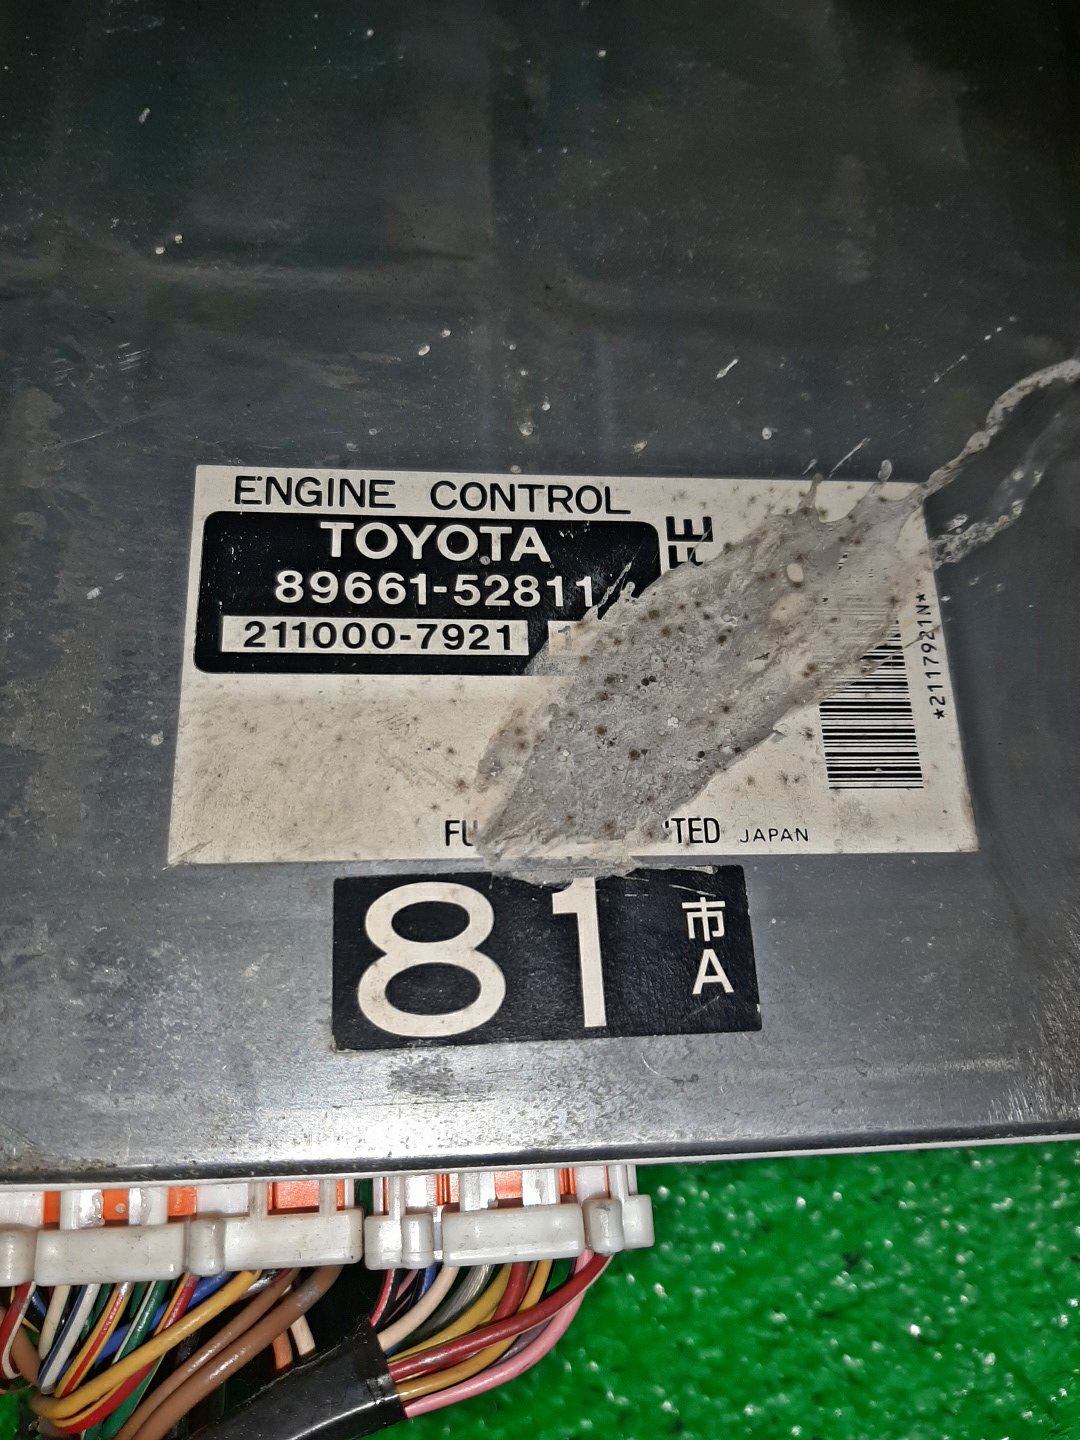 ENGINE CONTROL
TOYOTA
89661-52811
211000-7921
*2117921N*
JAPAN
81
市
A